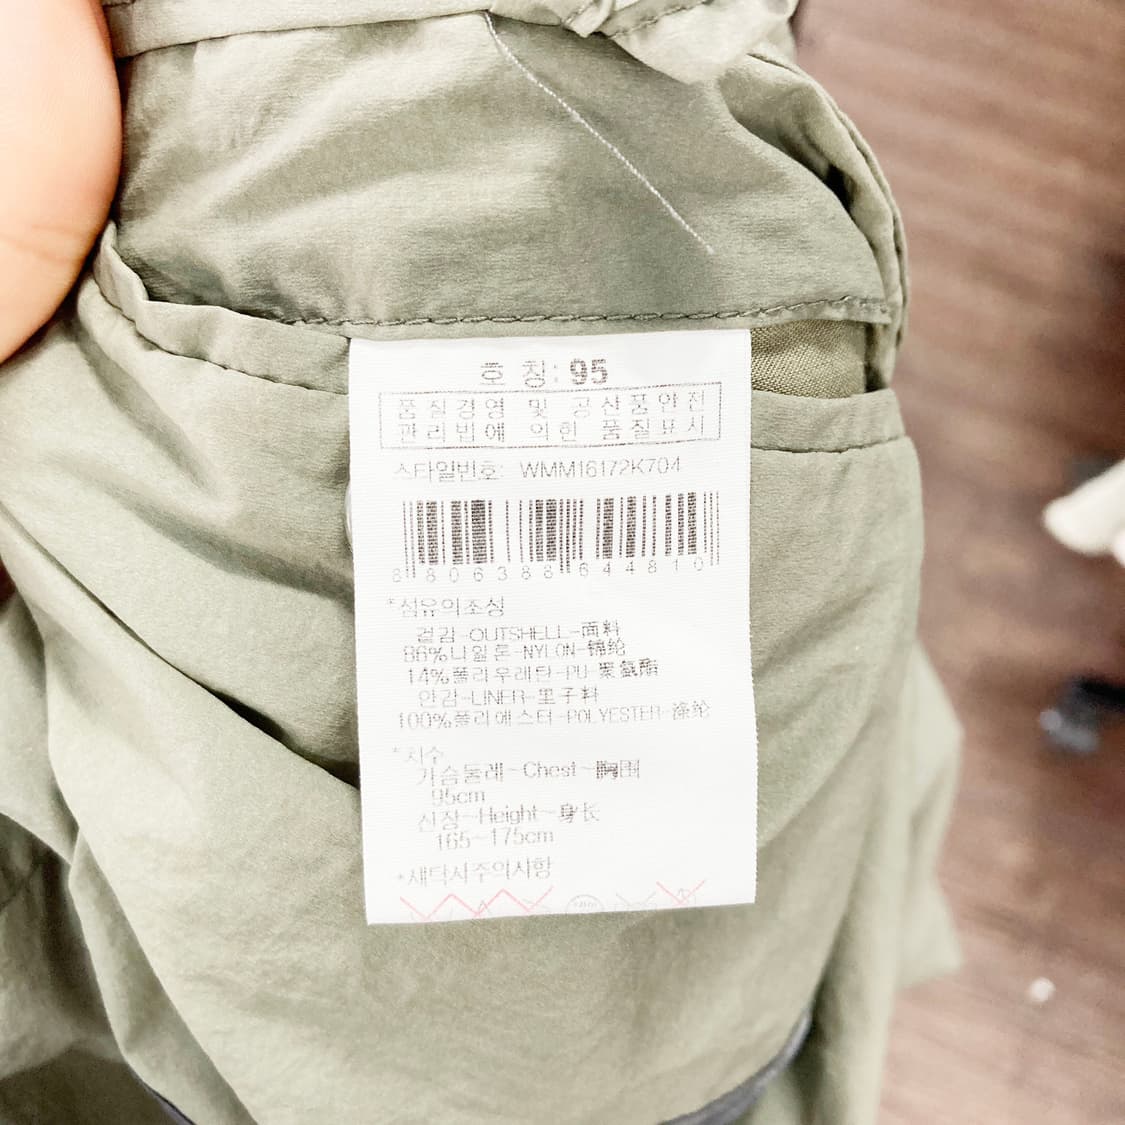 호 칭: 95
품질경영 및 공산품안전
관리법에 의한 품질표시
스타일번호: WMM16172K704
8 806388 644810
*섬유의조성
겉감-OUTSHELL-面料
86%나일론-NYLON-锦纶
14%폴리우레탄-PU-聚氨酯
안감-LINER-里子料
100%폴리에스터-POLYESTER-涤纶
*치수
가슴둘레-Chest-胸围
95cm
신장-Height-身长
165~175cm
*세탁시주의사항